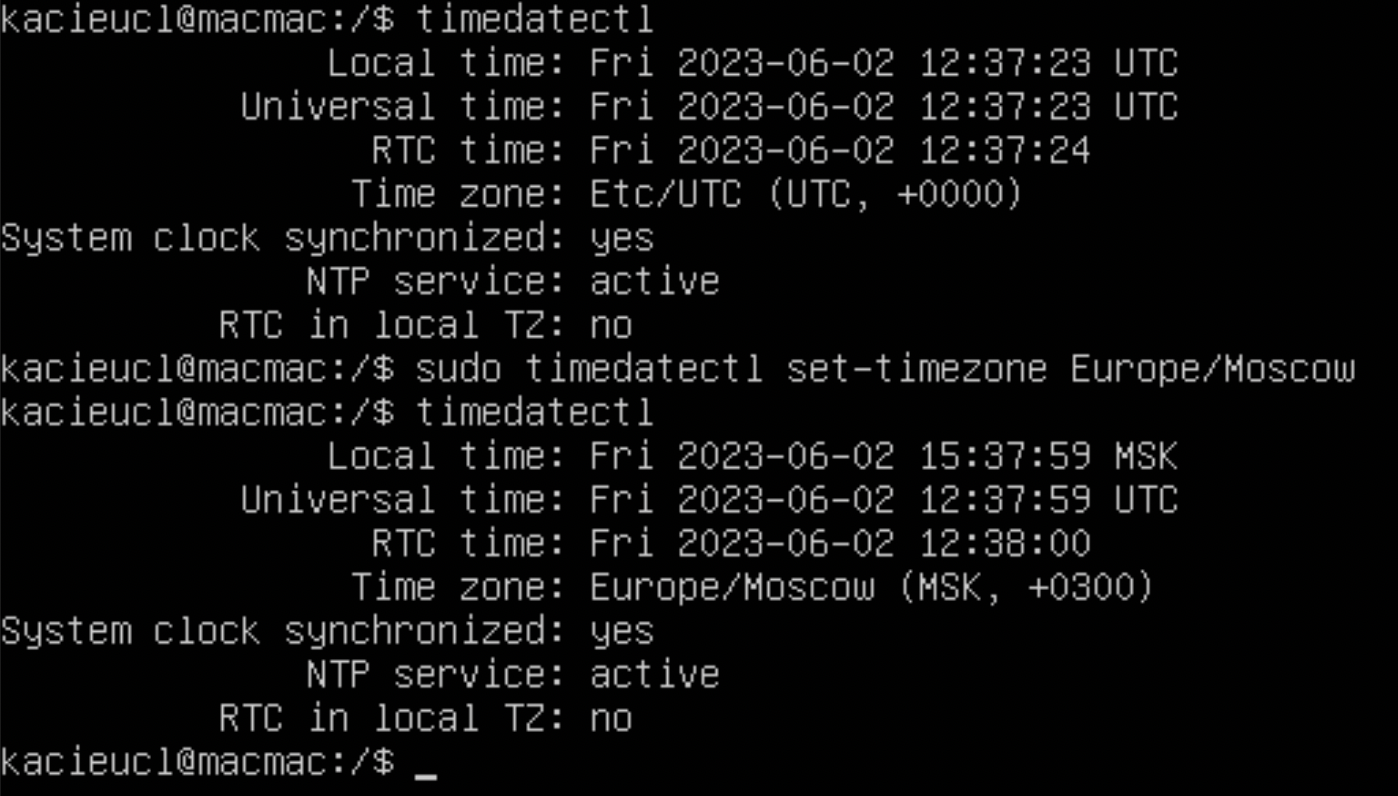 kacieucl@macmac:/$ timedatectl
Local time: Fri 2023-06-02 12:37:23 UTC
Universal time: Fri 2023-06-02 12:37:23 UTC
RTC time: Fri 2023-06-02 12:37:24
Time zone: Etc/UTC (UTC, +0000)
System clock synchronized: yes
NTP service: active
RTC in local TZ: no
kacieucl@macmac:/$ sudo timedatectl set-timezone Europe/Moscow
kacieucl@macmac:/$ timedatectl
Local time: Fri 2023-06-02 15:37:59 MSK
Universal time: Fri 2023-06-02 12:37:59 UTC
RTC time: Fri 2023-06-02 12:38:00
Time zone: Europe/Moscow (MSK, +0300)
System clock synchronized: yes
NTP service: active
RTC in local TZ: no
kacieucl@macmac:/$ _